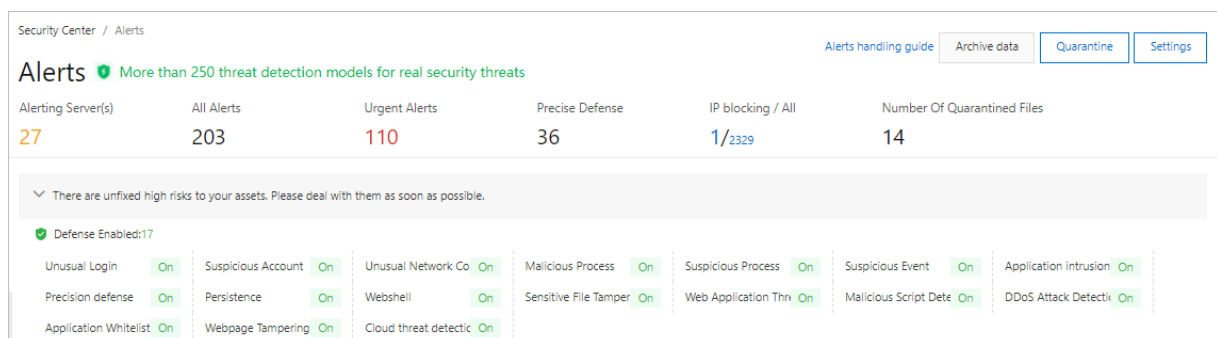 Security Center / Alerts
Alerts handling guide Archive data Quarantine Settings
Alerts More than 250 threat detection models for real security threats
Alerting Server(s) All Alerts Urgent Alerts Precise Defense IP blocking / All Number Of Quarantined Files
27 203 110 36 1/2329 14
There are unfixed high risks to your assets. Please deal with them as soon as possible.
Defense Enabled:17
Unusual Login On Suspicious Account On Unusual Network Co On Malicious Process On Suspicious Process On Suspicious Event On Application intrusion On
Precision defense On Persistence On Webshell On Sensitive File Tamper On Web Application Thre On Malicious Script Dete On DDoS Attack Detecti On
Application Whitelist On Webpage Tampering On Cloud threat detectic On